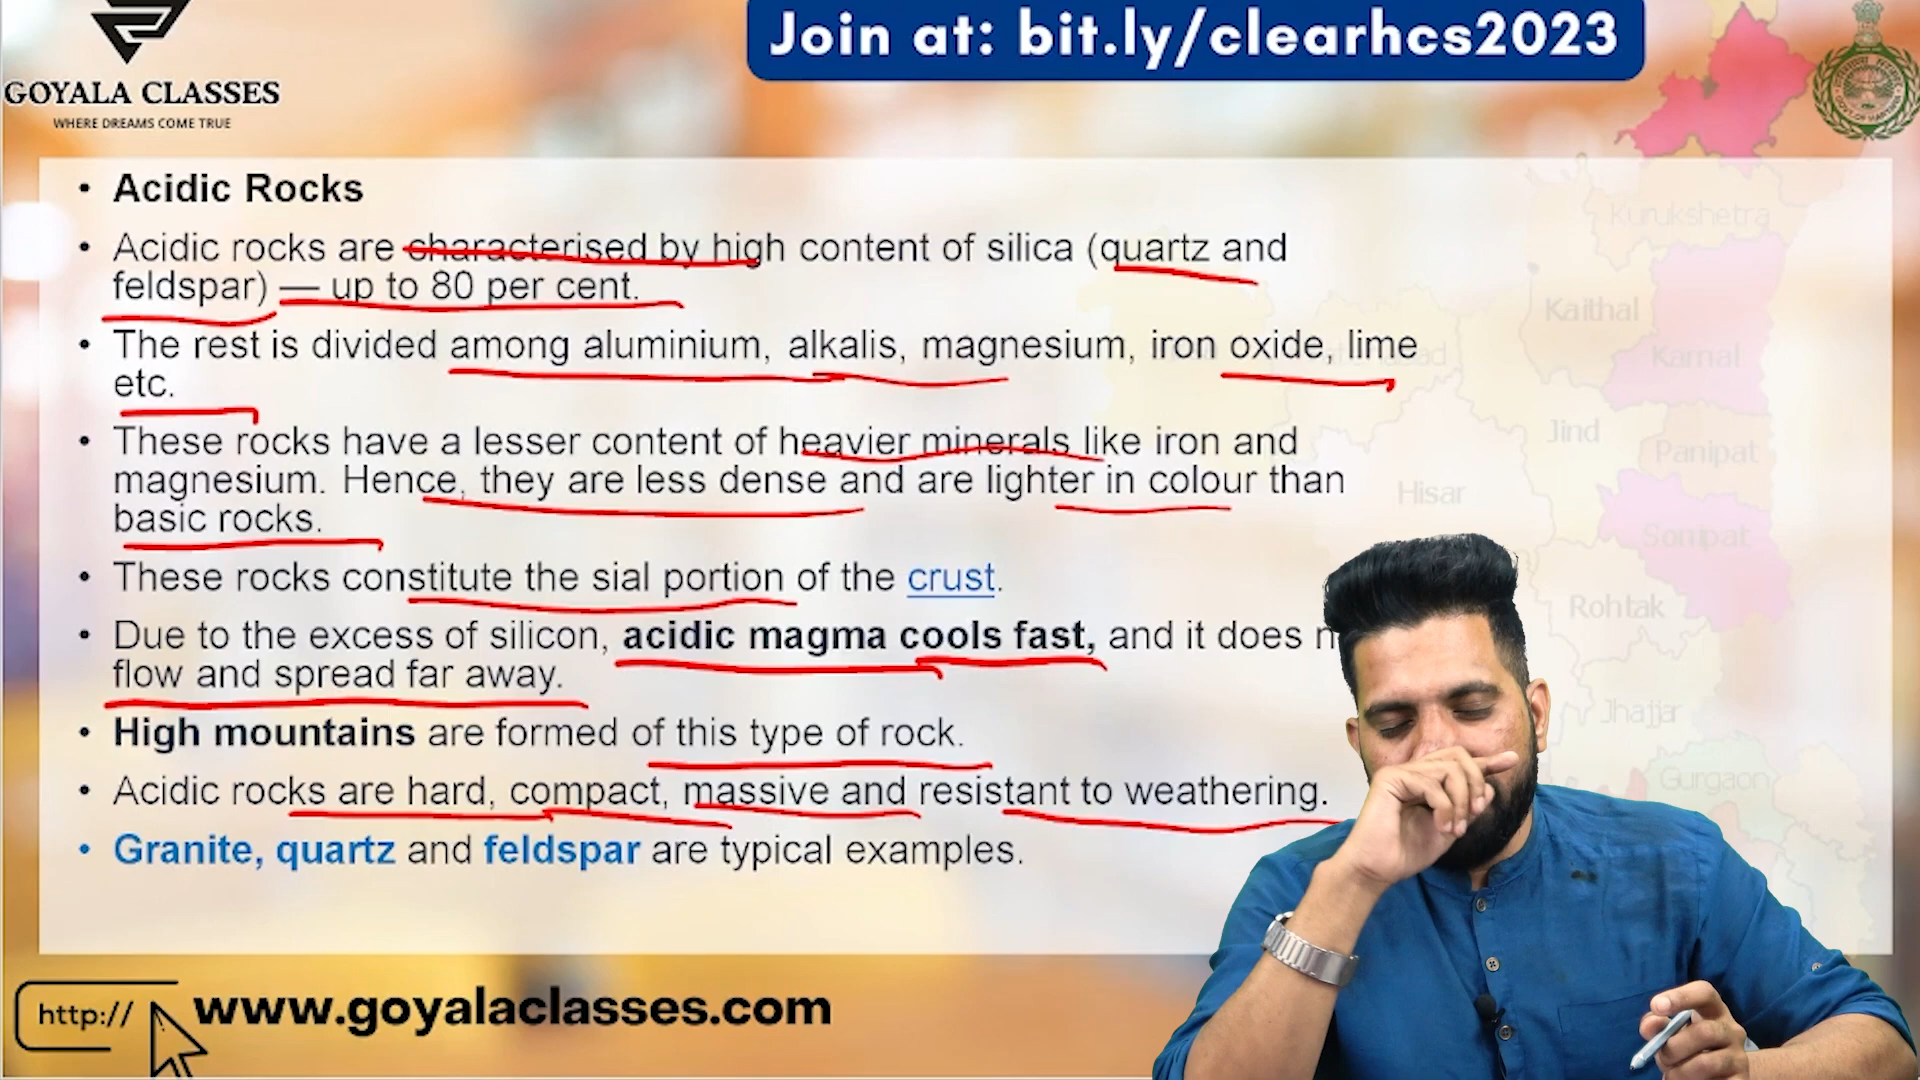 Join at: bit.ly/clearhcs2023
GOYALA CLASSES
WHERE DREAMS COME TRUE
• Acidic Rocks
• Acidic rocks are characterised by high content of silica (quartz and
feldspar) — up to 80 per cent.
• The rest is divided among aluminium, alkalis, magnesium, iron oxide, lime
etc.
• These rocks have a lesser content of heavier minerals like iron and
magnesium. Hence, they are less dense and are lighter in colour than
basic rocks.
• These rocks constitute the sial portion of the crust.
• Due to the excess of silicon, acidic magma cools fast, and it does n
flow and spread far away.
• High mountains are formed of this type of rock.
• Acidic rocks are hard, compact, massive and resistant to weathering.
• Granite, quartz and feldspar are typical examples.
Kurukshetra
Kaithal
Karnal
Jind
Panipat
Hisar
Sonipat
Rohtak
Jhajjar
Gurgaon
http://
www.goyalaclasses.com